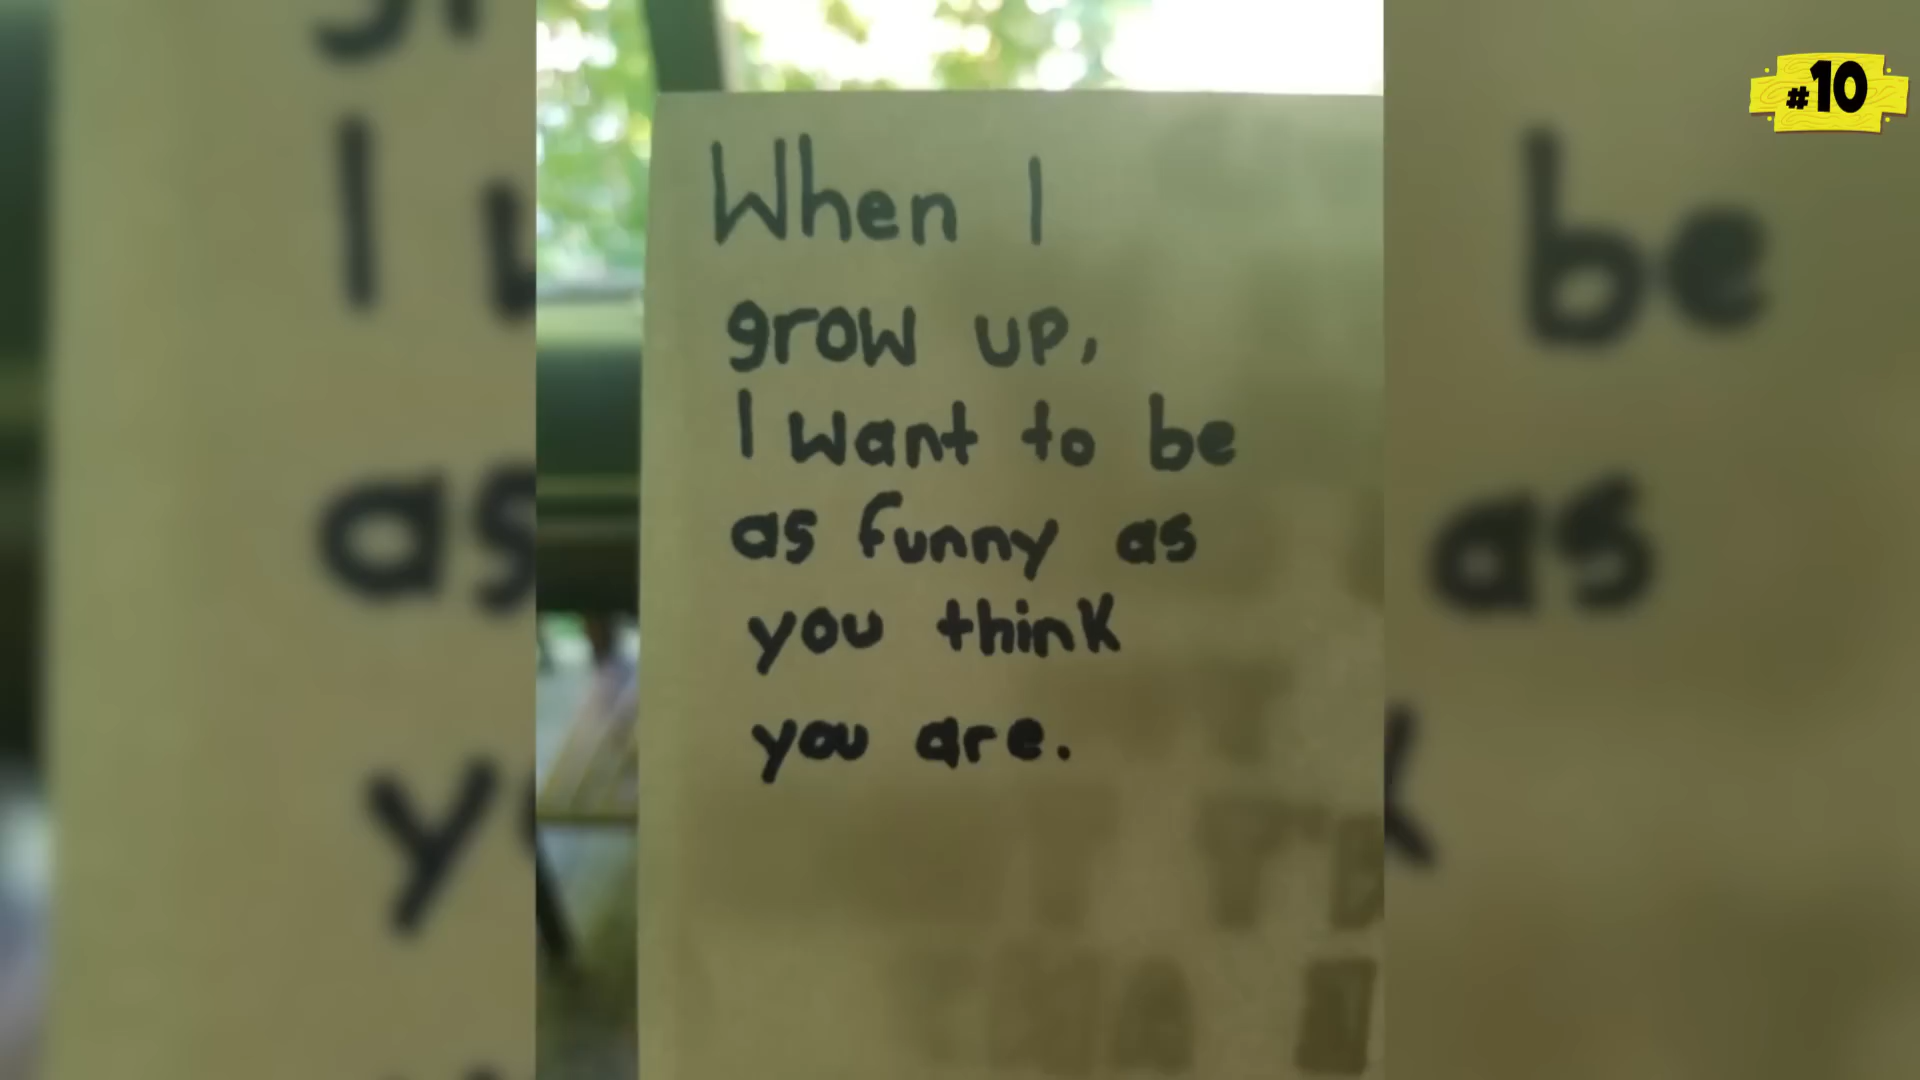 #10
When I
grow up,
I want to be
as funny as
you think
you are.